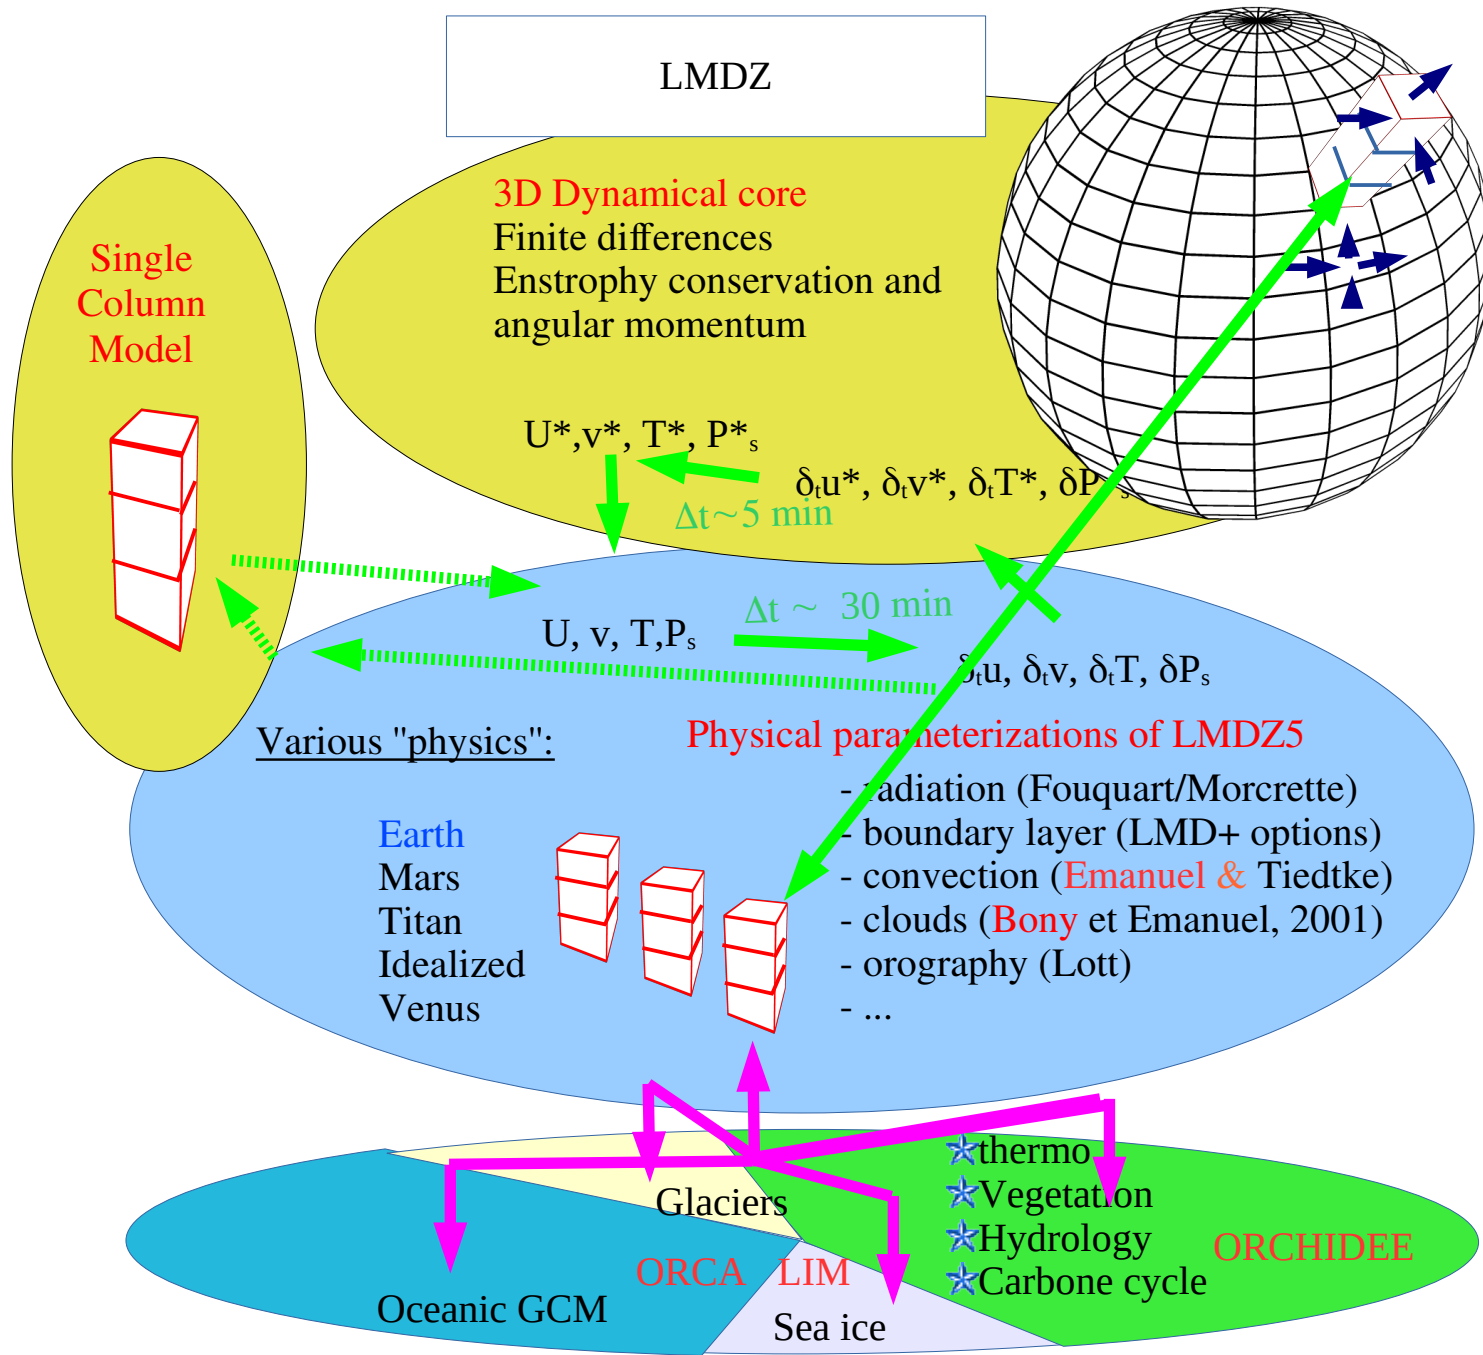 LMDZ
3D Dynamical core
Finite differences
Enstrophy conservation and
angular momentum
Single
Column
Model
U*,v*, T*, P*s
δtu*, δtv*, δtT*, δP*s
Δt~5 min
Δt ~ 30 min
U, v, T,Ps
δtu, δtv, δtT, δPs
Various "physics":
Earth
Mars
Titan
Idealized
Venus
Physical parameterizations of LMDZ5
- radiation (Fouquart/Morcrette)
- boundary layer (LMD+ options)
- convection (Emanuel & Tiedtke)
- clouds (Bony et Emanuel, 2001)
- orography (Lott)
- ...
thermo
Vegetation
Hydrology
Carbone cycle
ORCHIDEE
Glaciers
ORCA
LIM
Oceanic GCM
Sea ice